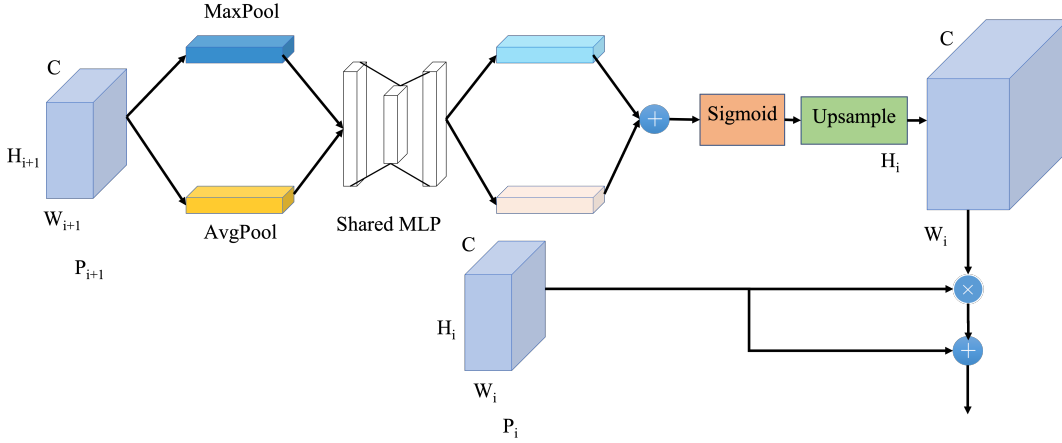 MaxPool
C
H_{i+1}
W_{i+1}
P_{i+1}
AvgPool
Shared MLP
+
Sigmoid
Upsample
C
H_i
W_i
C
H_i
W_i
P_i
×
+